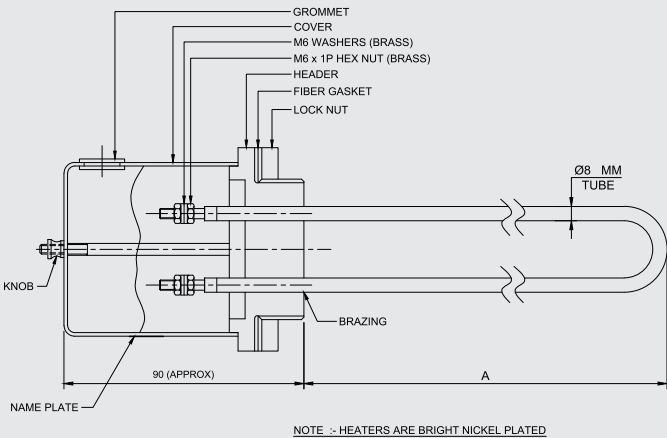 GROMMET
COVER
M6 WASHERS (BRASS)
M6 x 1P HEX NUT (BRASS)
HEADER
FIBER GASKET
LOCK NUT
Ø8 MM
TUBE
KNOB
BRAZING
90 (APPROX)
A
NAME PLATE
NOTE :- HEATERS ARE BRIGHT NICKEL PLATED